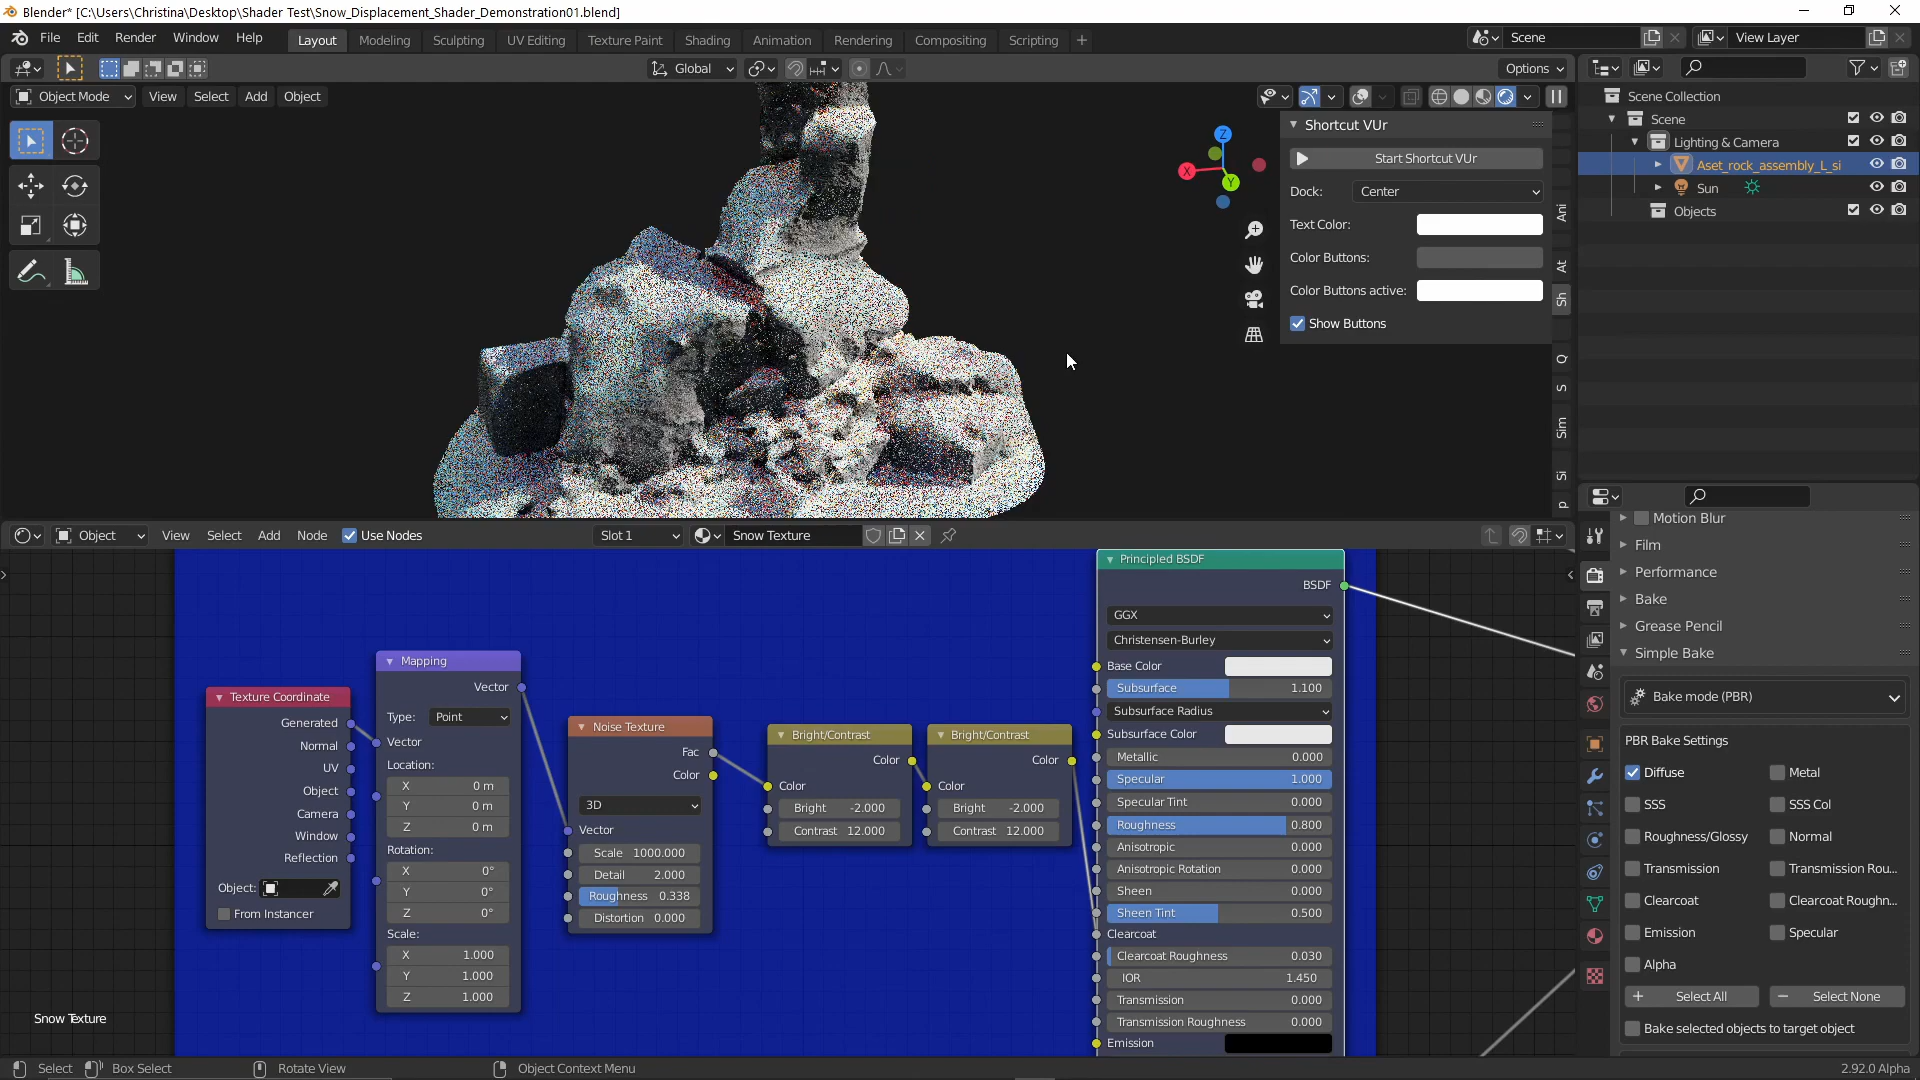 Blender* [C:\Users\Christina\Desktop\Shader Test\Snow_Displacement_Shader_Demonstration01.blend]
File Edit Render Window Help Layout Modeling Sculpting UV Editing Texture Paint Shading Animation Rendering Compositing Scripting + Scene View Layer
Global Options
Object Mode View Select Add Object
Z
X
Y
Shortcut VUr
Start Shortcut VUr
Dock: Center
Text Color:
Color Buttons:
Color Buttons active:
Show Buttons
Ani
At
Sh
Q
S
Sim
Si
p
Scene Collection
Scene
Lighting & Camera
Aset_rock_assembly_L_si
Sun
Objects
Object View Select Add Node Object Use Nodes Slot 1 Snow Texture
Texture Coordinate
Generated
Normal
UV
Object
Camera
Window
Reflection
Object:
From Instancer
Mapping
Vector
Type: Point
Vector
Location:
X 0 m
Y 0 m
Z 0 m
Rotation:
X 0°
Y 0°
Z 0°
Scale:
X 1.000
Y 1.000
Z 1.000
Noise Texture
Fac
Color
3D
Vector
Scale 1000.000
Detail 2.000
Roughness 0.338
Distortion 0.000
Bright/Contrast
Color
Color
Bright -2.000
Contrast 12.000
Bright/Contrast
Color
Color
Bright -2.000
Contrast 12.000
Principled BSDF
BSDF
GGX
Christensen-Burley
Base Color
Subsurface 1.100
Subsurface Radius
Subsurface Color
Metallic 0.000
Specular 1.000
Specular Tint 0.000
Roughness 0.800
Anisotropic 0.000
Anisotropic Rotation 0.000
Sheen 0.000
Sheen Tint 0.500
Clearcoat
Clearcoat Roughness 0.030
IOR 1.450
Transmission 0.000
Transmission Roughness 0.000
Emission
Snow Texture
Motion Blur
Film
Performance
Bake
Grease Pencil
Simple Bake
Bake mode (PBR)
PBR Bake Settings
Diffuse Metal
SSS SSS Col
Roughness/Glossy Normal
Transmission Transmission Rou...
Clearcoat Clearcoat Roughn...
Emission Specular
Alpha
+ Select All − Select None
Bake selected objects to target object
Select Box Select Rotate View Object Context Menu 2.92.0 Alpha